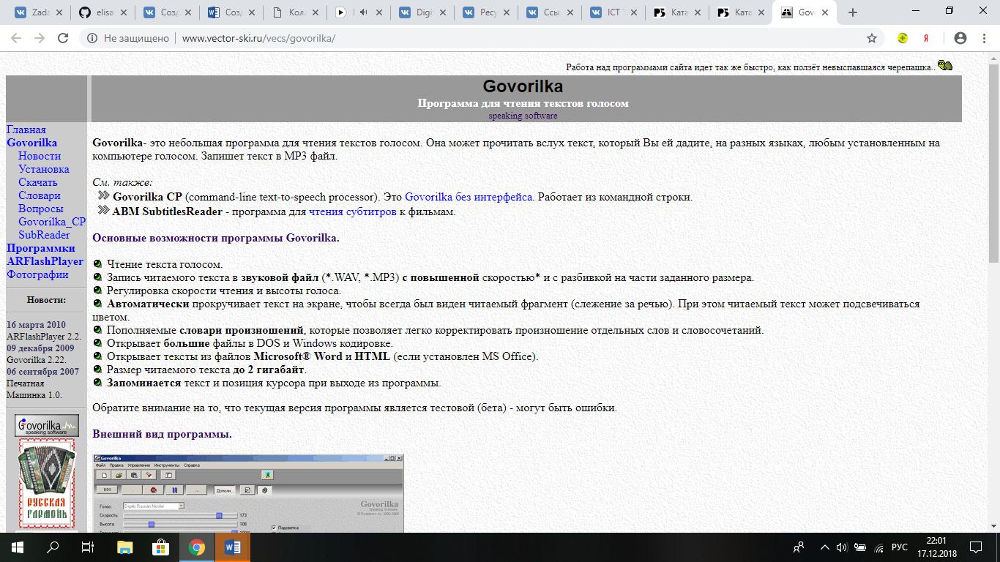 Zada
elisa
Созд
Созд
Кол
Digi
Ресу
Ссы
ICT
Ката
Ката
Gov
Не защищено
www.vector-ski.ru/vecs/govorilka/
Работа над программами сайта идет так же быстро, как ползёт невыспавшаяся черепашка..
Govorilka
Программа для чтения текстов голосом
speaking software
Главная
Govorilka
Новости
Установка
Скачать
Словари
Вопросы
Govorilka_CP
SubReader
Программки
ARFlashPlayer
Фотографии
Новости:
16 марта 2010
ARFlashPlayer 2.2.
09 декабря 2009
Govorilka 2.22.
06 сентября 2007
Печатная
Машинка 1.0.
Govorilka
speaking software
РУССКАЯ
ГАРМОНЬ
Govorilka- это небольшая программа для чтения текстов голосом. Она может прочитать вслух текст, который Вы ей дадите, на разных языках, любым установленным на
компьютере голосом. Запишет текст в MP3 файл.
См. также:
Govorilka CP (command-line text-to-speech processor). Это Govorilka без интерфейса. Работает из командной строки.
ABM SubtitlesReader - программа для чтения субтитров к фильмам.
Основные возможности программы Govorilka.
Чтение текста голосом.
Запись читаемого текста в звуковой файл (*.WAV, *.MP3) с повышенной скоростью* и с разбивкой на части заданного размера.
Регулировка скорости чтения и высоты голоса.
Автоматически прокручивает текст на экране, чтобы всегда был виден читаемый фрагмент (слежение за речью). При этом читаемый текст может подсвечиваться
цветом.
Пополняемые словари произношений, которые позволяет легко корректировать произношение отдельных слов и словосочетаний.
Открывает большие файлы в DOS и Windows кодировке.
Открывает тексты из файлов Microsoft® Word и HTML (если установлен MS Office).
Размер читаемого текста до 2 гигабайт.
Запоминается текст и позиция курсора при выходе из программы.
Обратите внимание на то, что текущая версия программы является тестовой (бета) - могут быть ошибки.
Внешний вид программы.
Govorilka
Файл Правка Управление Инструменты Справка
DOS
Дополн...
Голос: Digalo Russian Nicolai
Govorilka
Speaking Software
Скорость: 173
Высота: 108
Подсветка
РУС
22:01
17.12.2018